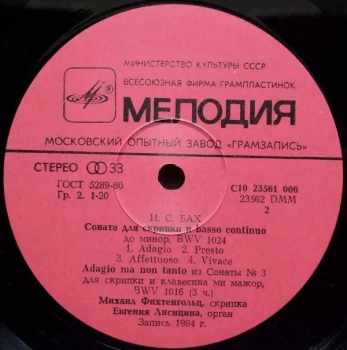 МИНИСТЕРСТВО КУЛЬТУРЫ СССР
ВСЕСОЮЗНАЯ ФИРМА ГРАМПЛАСТИНОК
МЕЛОДИЯ
МОСКОВСКИЙ ОПЫТНЫЙ ЗАВОД «ГРАМЗАПИСЬ»
СТЕРЕО 33
ГОСТ 5289-80
Гр. 2. 1-20
С10 23561 006
23562 DMM
2
И. С. БАХ
Соната для скрипки и basso continuo
до минор, BWV 1024
1. Adagio 2. Presto
3. Affettuoso 4. Vivace
Adagio ma non tanto из Сонаты № 3
для скрипки и клавесина ми мажор,
BWV 1016 (3 ч.)
Михаил Фихтенгольц, скрипка
Евгения Лисицина, орган
Запись 1984 г.